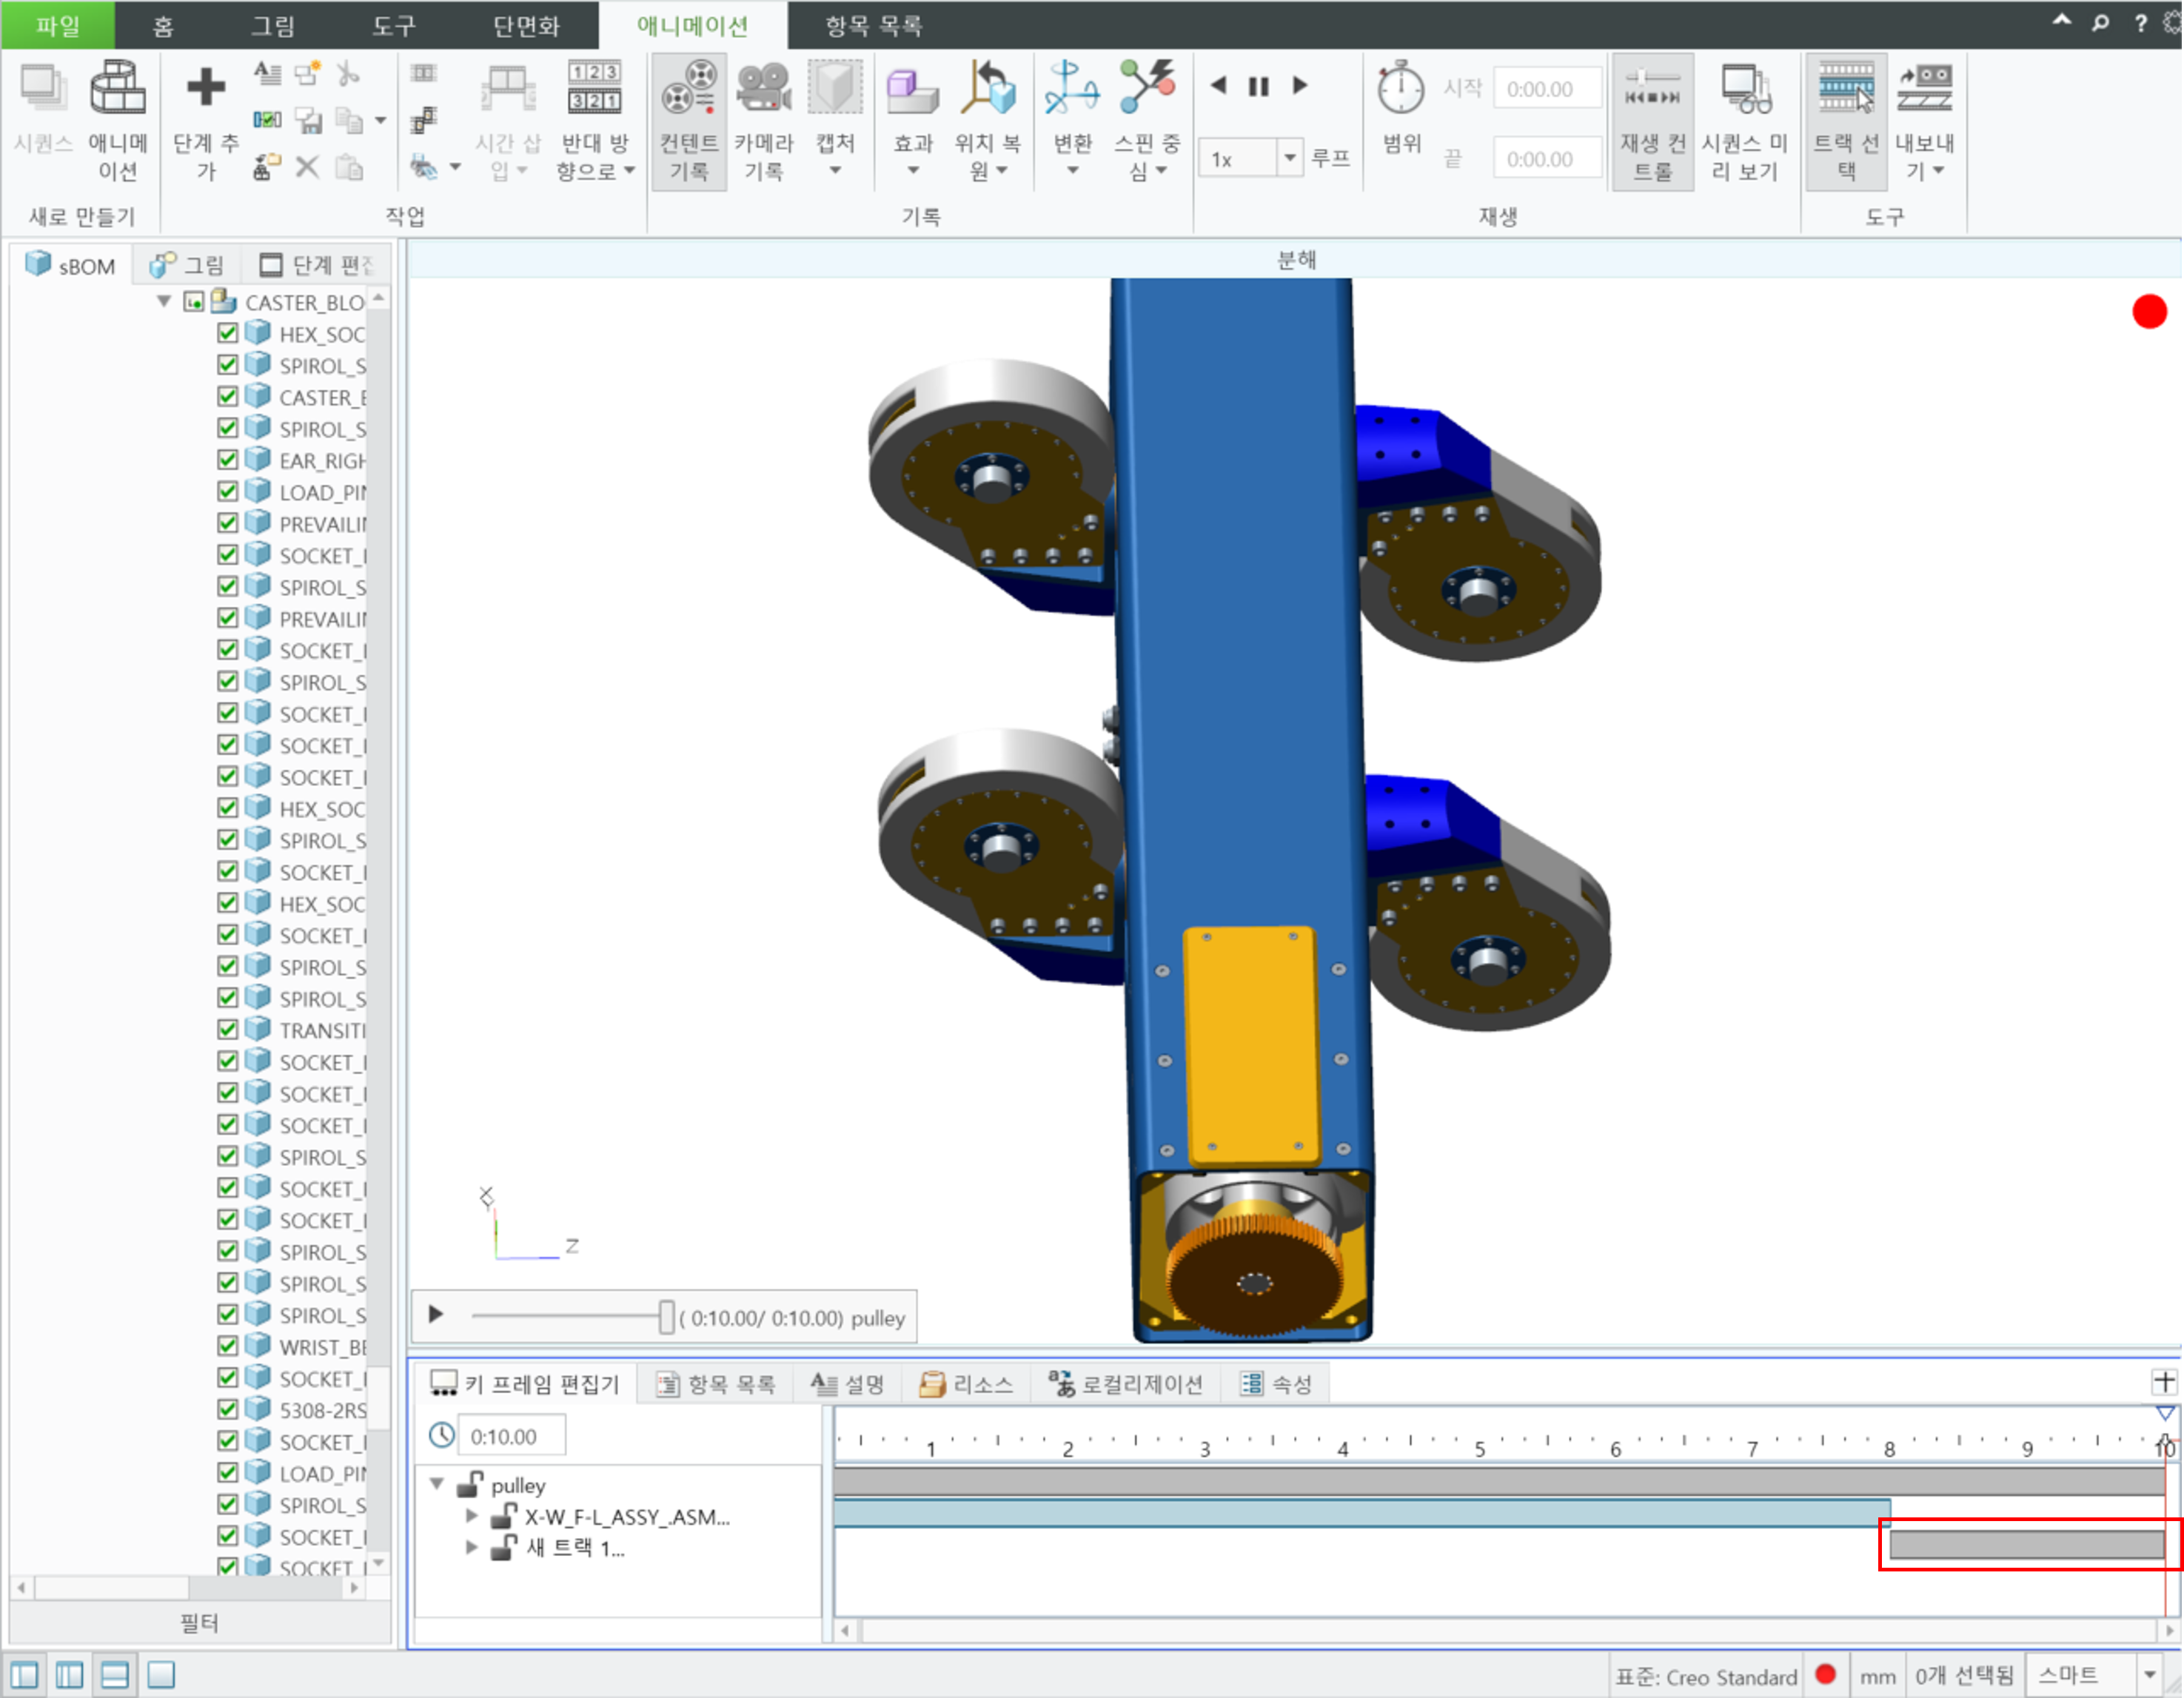 파일 홈 그림 도구 단면화 애니메이션 항목 목록
시퀀스 애니메이션
새로 만들기
단계 추가
시간 삽입
반대 방향으로
작업
컨텐트 기록
카메라 기록
캡처
효과
위치 복원
변환
스핀 중심
기록
1x 루프
범위
시작 0:00.00
끝 0:00.00
재생 컨트롤
시퀀스 미리 보기
재생
트랙 선택
내보내기
도구
sBOM 그림 단계 편집
분해
CASTER_BLO
HEX_SOC
SPIROL_S
CASTER_E
SPIROL_S
EAR_RIGH
LOAD_PIN
PREVAILIN
SOCKET_I
SPIROL_S
PREVAILIN
SOCKET_I
SPIROL_S
SOCKET_I
SOCKET_I
SOCKET_I
HEX_SOC
SPIROL_S
SOCKET_I
HEX_SOC
SOCKET_I
SPIROL_S
SPIROL_S
TRANSITI
SOCKET_I
SOCKET_I
SOCKET_I
SPIROL_S
SOCKET_I
SOCKET_I
SPIROL_S
SPIROL_S
SPIROL_S
WRIST_BE
SOCKET_I
5308-2RS
SOCKET_I
LOAD_PIN
SPIROL_S
SOCKET_I
SOCKET_I
필터
X
Z
( 0:10.00/ 0:10.00) pulley
키 프레임 편집기 항목 목록 설명 리소스 로컬리제이션 속성
0:10.00
1 2 3 4 5 6 7 8 9 10
pulley
X-W_F-L_ASSY_.ASM...
새 트랙 1...
표준: Creo Standard mm 0개 선택됨 스마트